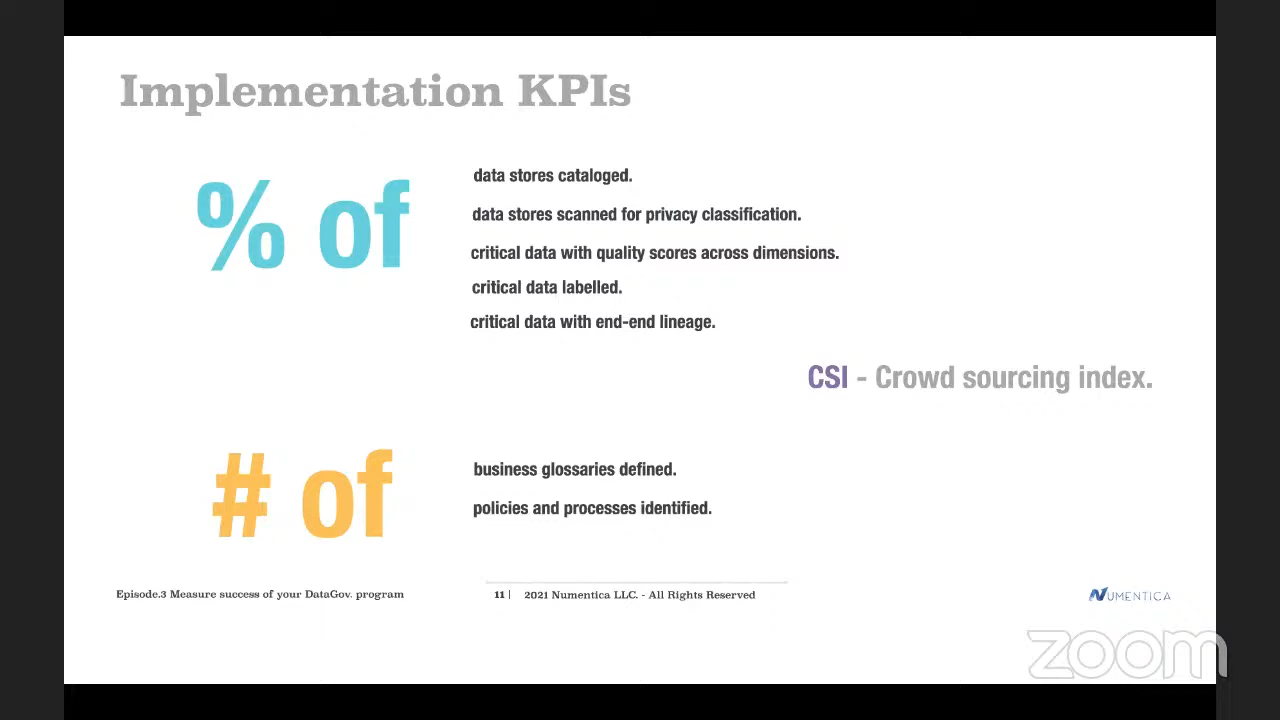 Implementation KPIs
% of
data stores cataloged.
data stores scanned for privacy classification.
critical data with quality scores across dimensions.
critical data labelled.
critical data with end-end lineage.
CSI - Crowd sourcing index.
# of
business glossaries defined.
policies and processes identified.
Episode.3 Measure success of your DataGov. program
11 | 2021 Numentica LLC. - All Rights Reserved
NUMENTICA
zoom